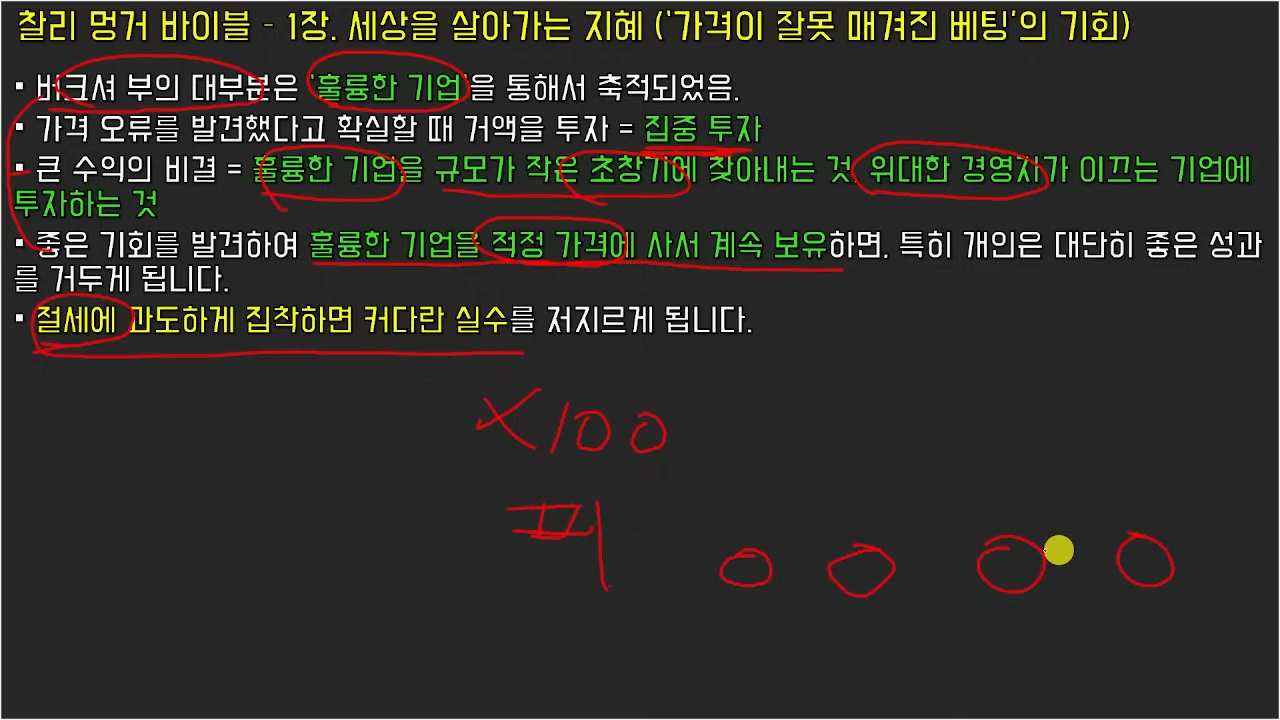 찰리 멍거 바이블 - 1장. 세상을 살아가는 지혜 ('가격이 잘못 매겨진 베팅'의 기회)
• 버크셔 부의 대부분은 '훌륭한 기업'을 통해서 축적되었음.
• 가격 오류를 발견했다고 확실할 때 거액을 투자 = 집중 투자
• 큰 수익의 비결 = 훌륭한 기업을 규모가 작은 초창기에 찾아내는 것, 위대한 경영자가 이끄는 기업에
투자하는 것
• 좋은 기회를 발견하여 훌륭한 기업을 적정 가격에 사서 계속 보유하면, 특히 개인은 대단히 좋은 성과
를 거두게 됩니다.
• 절세에 과도하게 집착하면 커다란 실수를 저지르게 됩니다.
×100